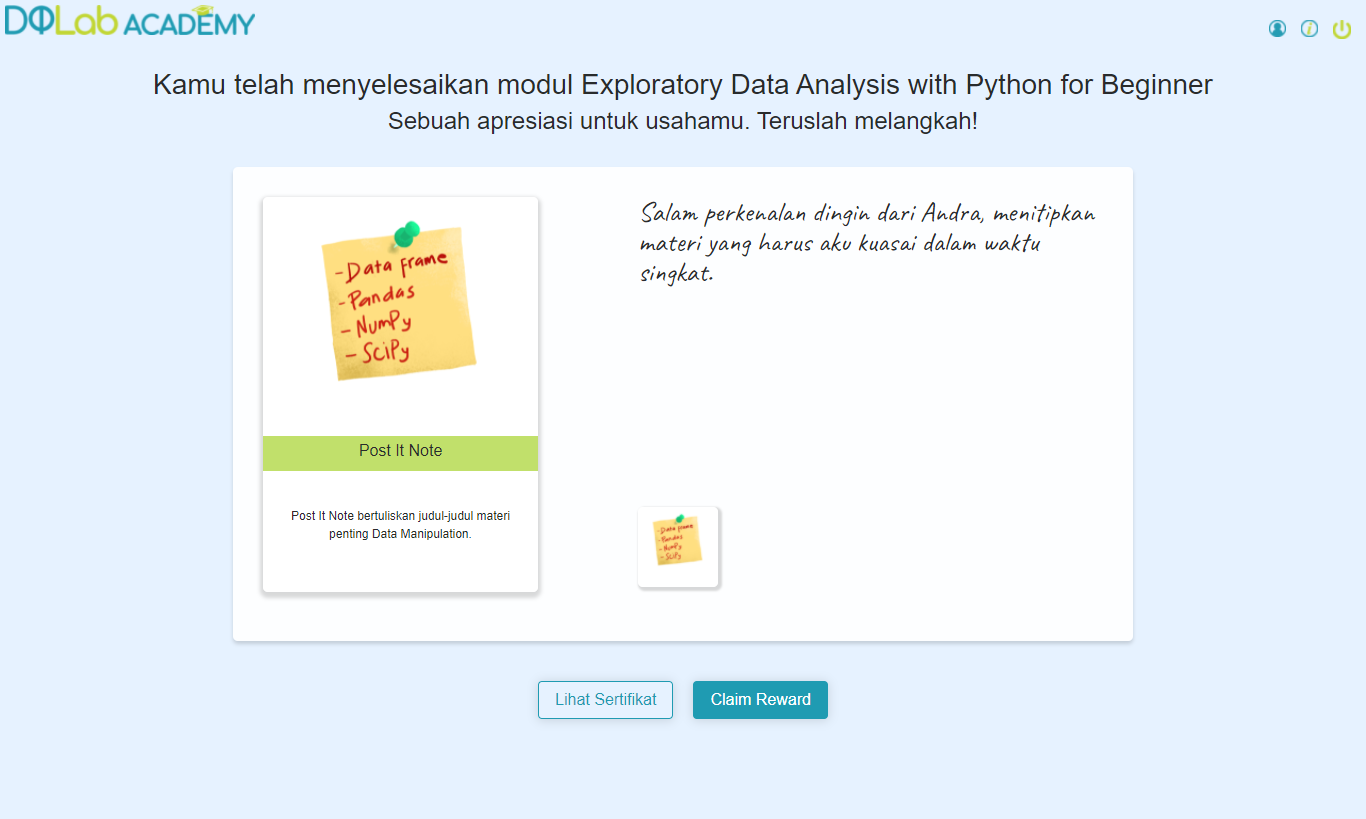 DQLab ACADEMY
Kamu telah menyelesaikan modul Exploratory Data Analysis with Python for Beginner
Sebuah apresiasi untuk usahamu. Teruslah melangkah!
- Data Frame
- Pandas
- NumPy
- SciPy
Post It Note
Post It Note bertuliskan judul-judul materi
penting Data Manipulation.
Salam perkenalan dingin dari Andra, menitipkan
materi yang harus aku kuasai dalam waktu
singkat.
- Data Frame
- Pandas
- NumPy
- SciPy
Lihat Sertifikat
Claim Reward